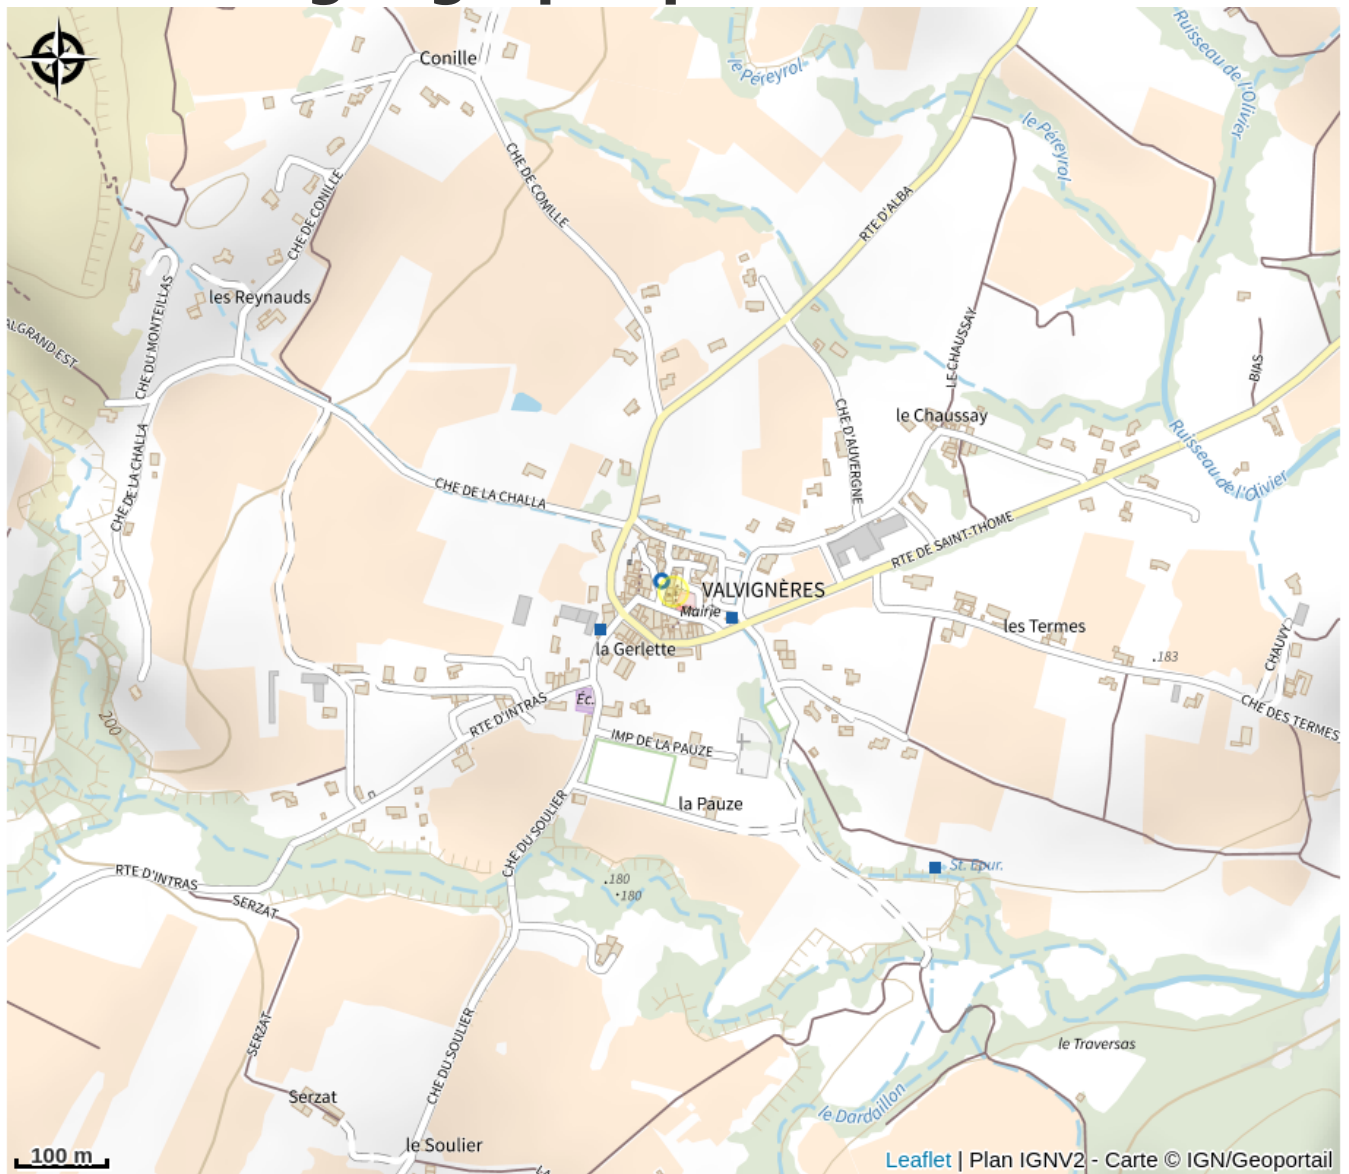 Conille
le Péreyrol
Ruisseau de l'Olivier
le Péreyrol
CHE DE CONILLE
CHE DE CONILLE
RTE D'ALBA
les Reynauds
CHE DU MONTEILLAS
ALGRAND EST
LE CHAUSSAY
BIAS
le Chaussay
CHE D'AUVERGNE
CHE DE LA CHALLA
CHE DE LA CHALLA
Ruisseau de l'Olivier
RTE DE SAINT-THOME
VALVIGNÈRES
Mairie
les Termes
la Gerlette
183
CHAUVY
Éc.
RTE D'INTRAS
200
CHE DES TERMES
IMP DE LA PAUZE
la Pauze
CHE DU SOULIER
St. Epur.
RTE D'INTRAS
180
180
SERZAT
SERZAT
CHE DU SOULIER
le Traversas
Serzat
le Dardaillon
le Soulier
100 m
Leaflet | Plan IGNV2 - Carte © IGN/Geoportail